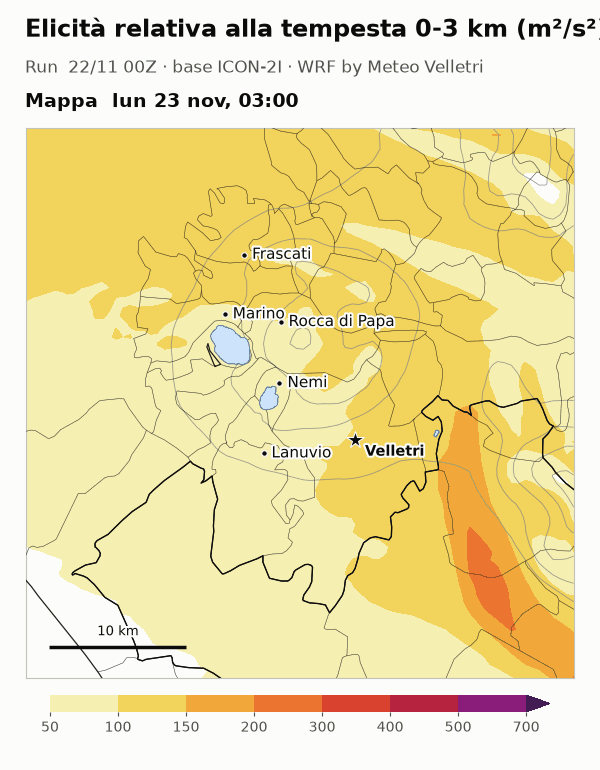 Elicità relativa alla tempesta 0-3 km (m²/s²)
Run  22/11 00Z · base ICON-2I · WRF by Meteo Velletri
Mappa  lun 23 nov, 03:00
Frascati
Marino
Rocca di Papa
Nemi
Lanuvio
Velletri
10 km
50 100 150 200 300 400 500 700